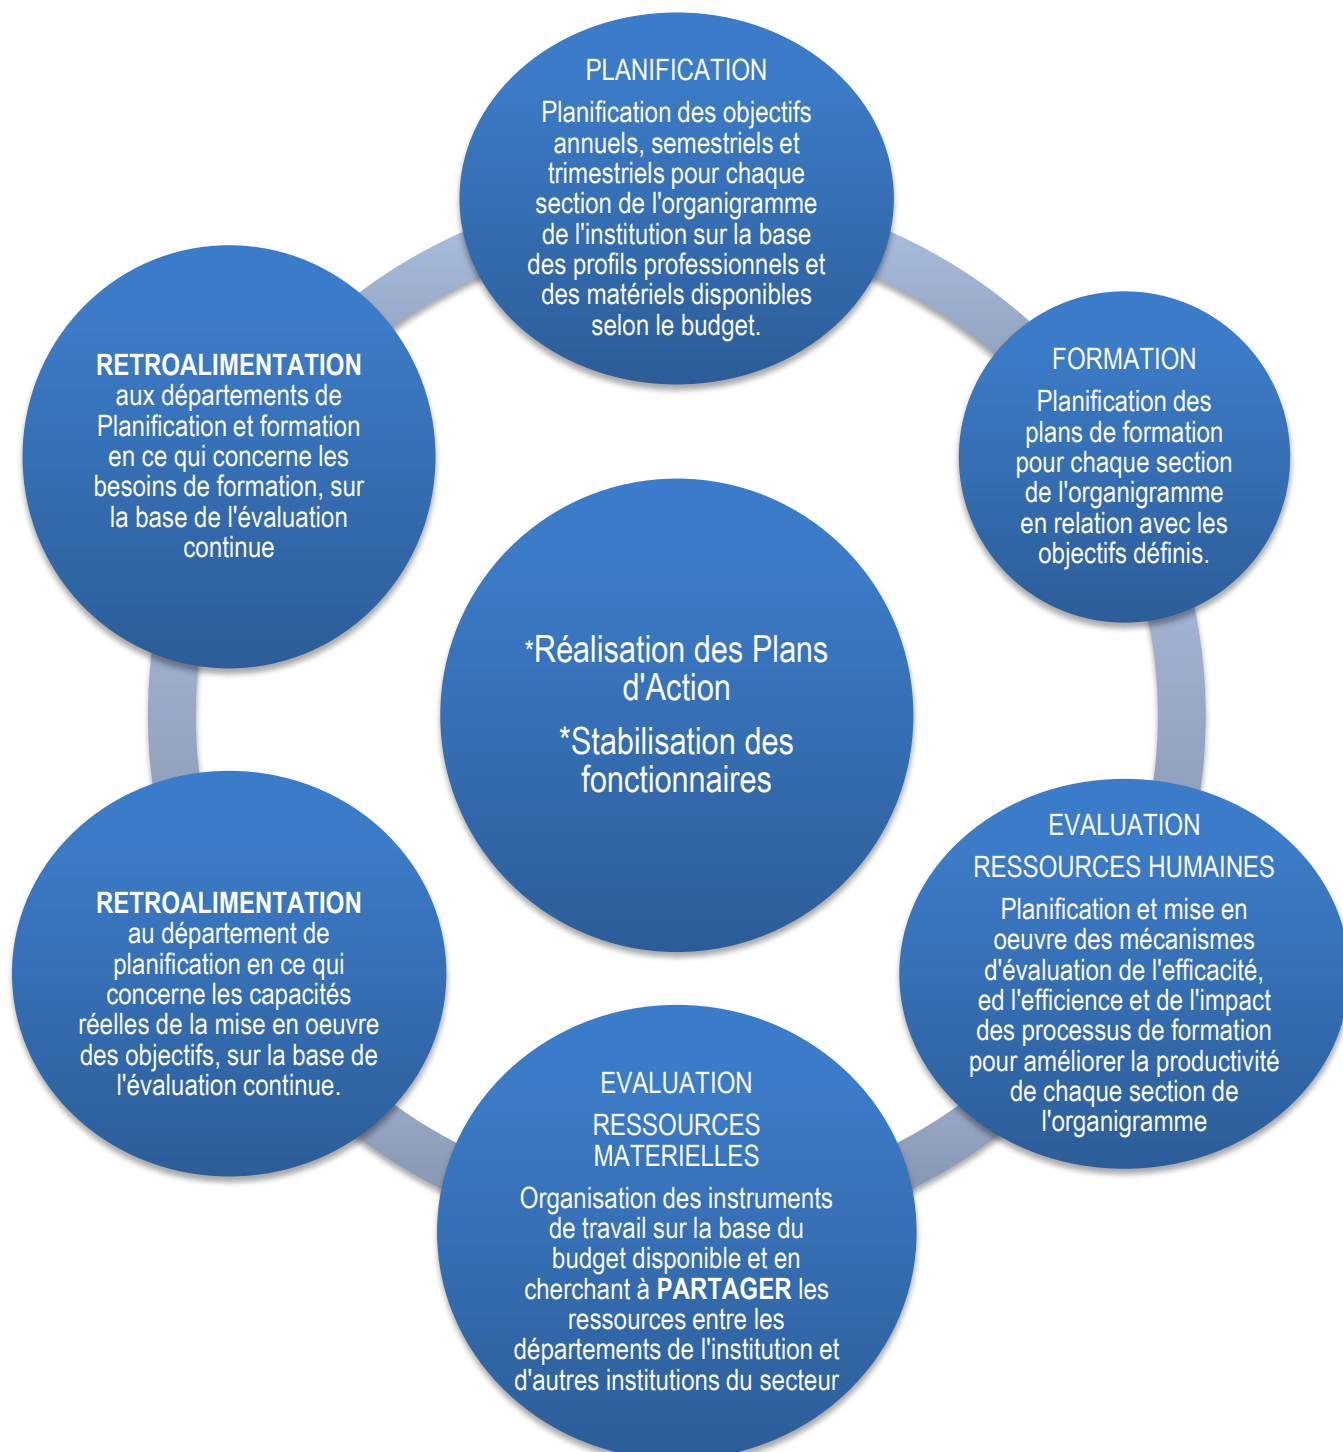 PLANIFICATION
Planification des objectifs
annuels, semestriels et
trimestriels pour chaque
section de l'organigramme
de l'institution sur la base
des profils professionnels et
des matériels disponibles
selon le budget.
FORMATION
Planification des
plans de formation
pour chaque section
de l'organigramme
en relation avec les
objectifs définis.
EVALUATION
RESSOURCES HUMAINES
Planification et mise en
oeuvre des mécanismes
d'évaluation de l'efficacité,
ed l'efficience et de l'impact
des processus de formation
pour améliorer la productivité
de chaque section de
l'organigramme
EVALUATION
RESSOURCES
MATERIELLES
Organisation des instruments
de travail sur la base du
budget disponible et en
cherchant à PARTAGER les
ressources entre les
départements de l'institution et
d'autres institutions du secteur
RETROALIMENTATION
au département de
planification en ce qui
concerne les capacités
réelles de la mise en oeuvre
des objectifs, sur la base de
l'évaluation continue.
RETROALIMENTATION
aux départements de
Planification et formation
en ce qui concerne les
besoins de formation, sur
la base de l'évaluation
continue
*Réalisation des Plans
d'Action
*Stabilisation des
fonctionnaires